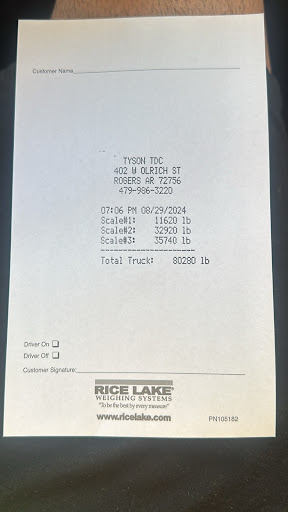 Customer Name
TYSON TDC
402 W OLRICH ST
ROGERS AR 72756
479-986-3220
07:06 PM 08/29/2024
Scale#1: 11620 lb
Scale#2: 32920 lb
Scale#3: 35740 lb
----------------------
Total Truck: 80280 lb
Driver On
Driver Off
Customer Signature:
RICE LAKE®
WEIGHING SYSTEMS
"To be the best by every measure"
www.ricelake.com PN105182